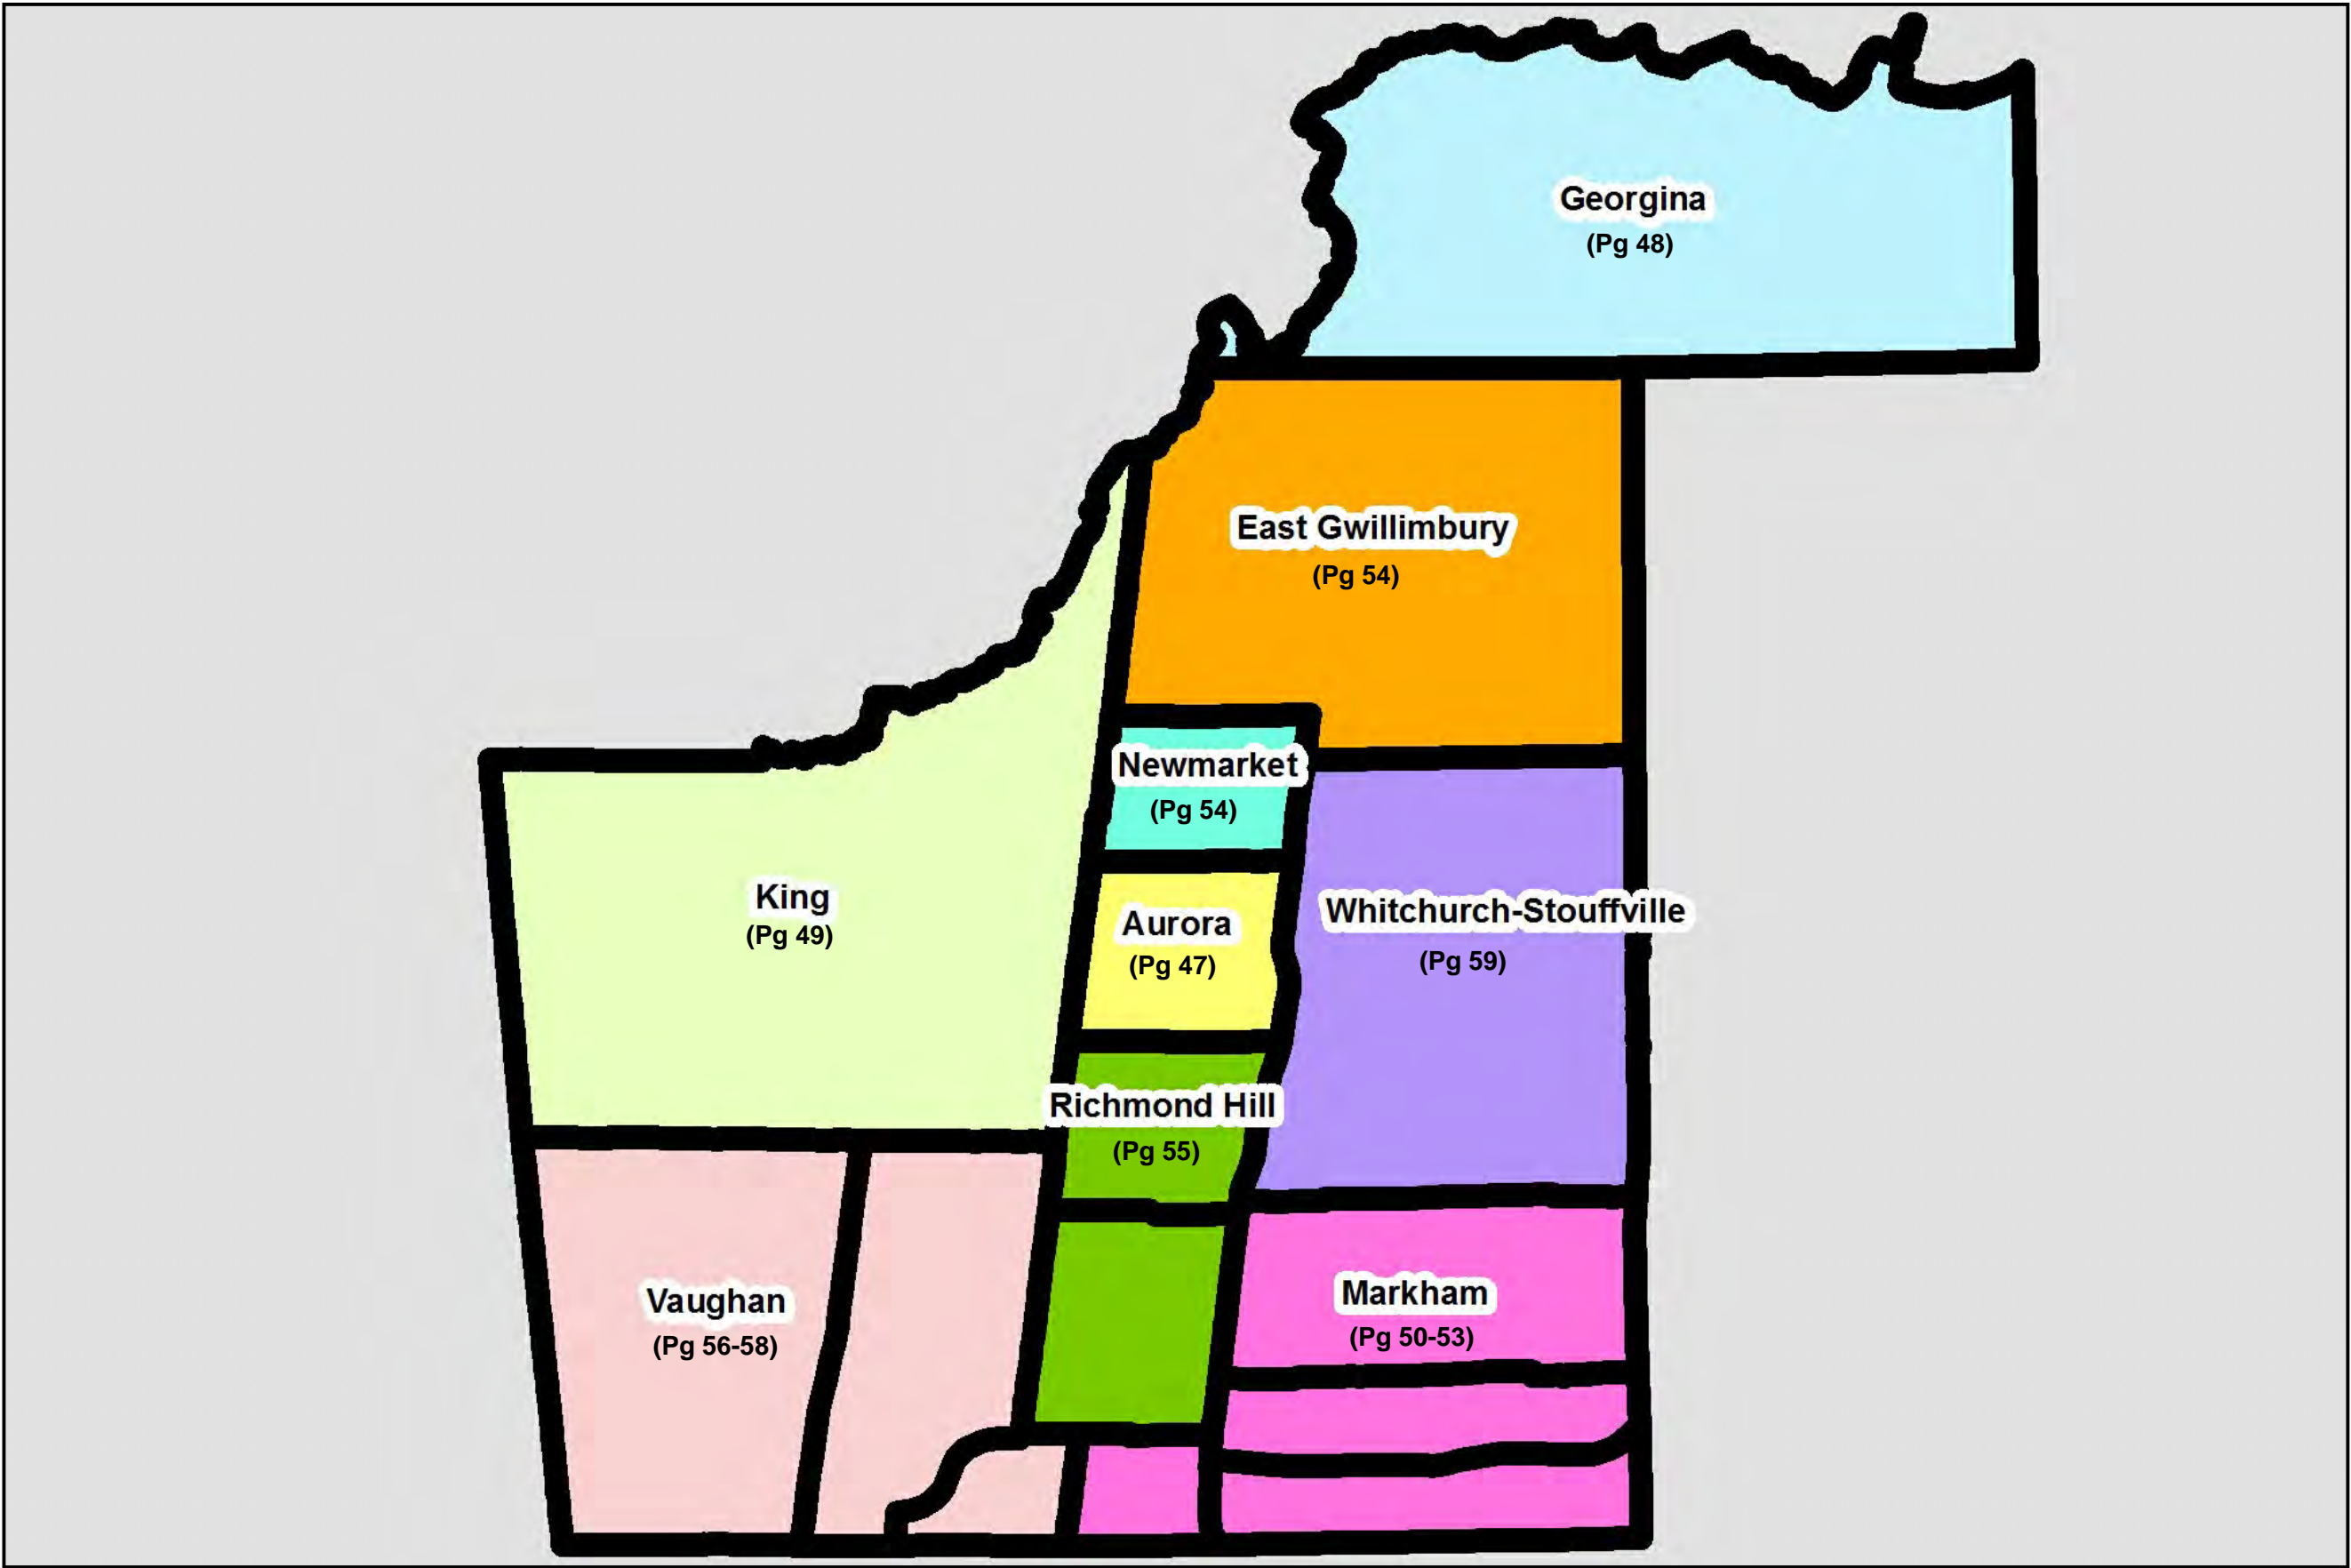 Georgina
(Pg 48)
East Gwillimbury
(Pg 54)
Newmarket
(Pg 54)
King
(Pg 49)
Aurora
(Pg 47)
Whitchurch-Stouffville
(Pg 59)
Richmond Hill
(Pg 55)
Vaughan
(Pg 56-58)
Markham
(Pg 50-53)